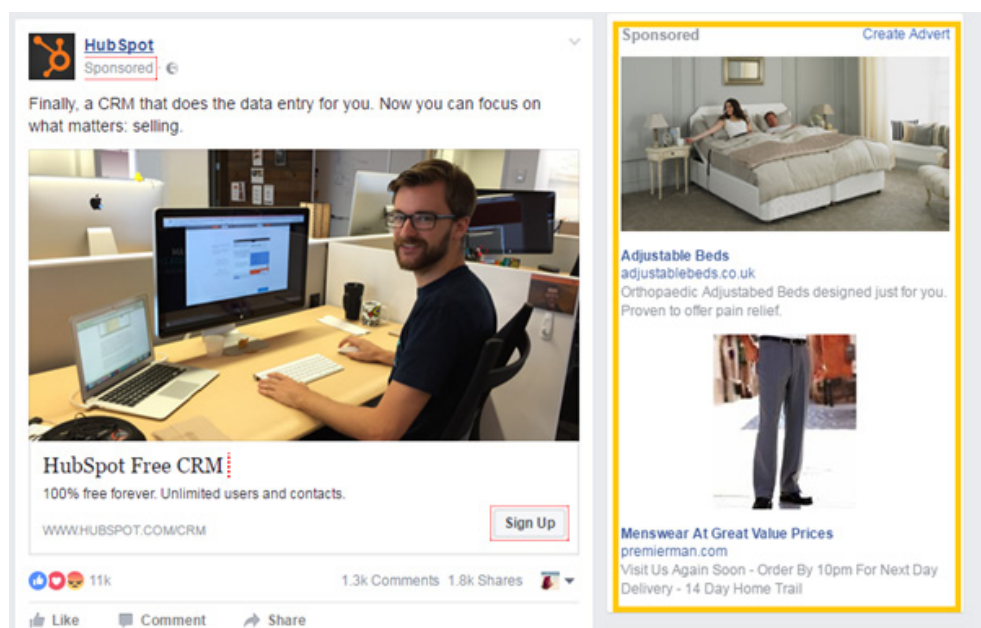 HubSpot
Sponsored ·
Finally, a CRM that does the data entry for you. Now you can focus on
what matters: selling.
HubSpot Free CRM
100% free forever. Unlimited users and contacts.
WWW.HUBSPOT.COM/CRM
Sign Up
11k
1.3k Comments 1.8k Shares
Like Comment Share
Sponsored Create Advert
Adjustable Beds
adjustablebeds.co.uk
Orthopaedic Adjustabed Beds designed just for you.
Proven to offer pain relief.
Menswear At Great Value Prices
premierman.com
Visit Us Again Soon - Order By 10pm For Next Day
Delivery - 14 Day Home Trail